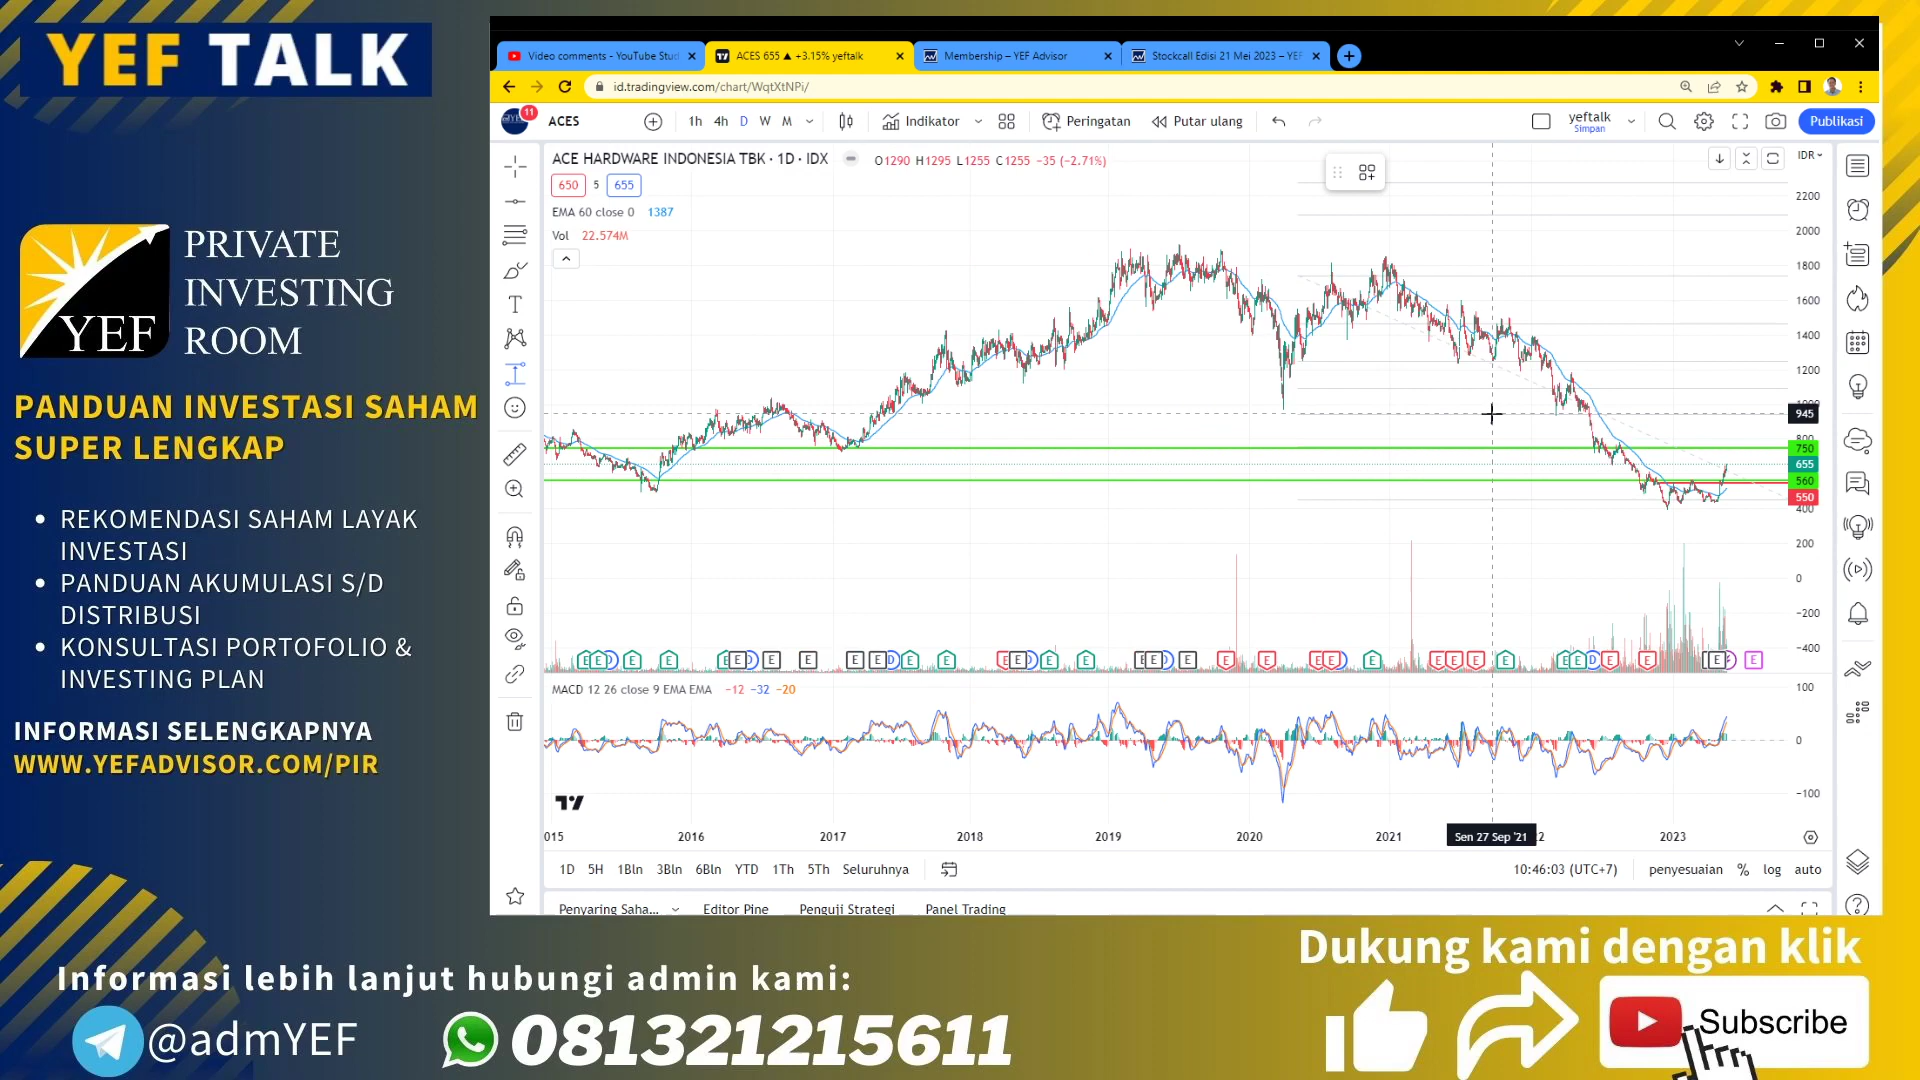 YEF TALK
YEF
PRIVATE
INVESTING
ROOM
PANDUAN INVESTASI SAHAM
SUPER LENGKAP
• REKOMENDASI SAHAM LAYAK
INVESTASI
• PANDUAN AKUMULASI S/D
DISTRIBUSI
• KONSULTASI PORTOFOLIO &
INVESTING PLAN
INFORMASI SELENGKAPNYA
WWW.YEFADVISOR.COM/PIR
Video comments - YouTube Stud
ACES 655 ▲ +3.15% yeftalk
Membership – YEF Advisor
Stockcall Edisi 21 Mei 2023 – YEF
id.tradingview.com/chart/WqtXtNPi/
11
ACES
1h 4h D W M
Indikator
Peringatan
Putar ulang
yeftalk
Simpan
Publikasi
ACE HARDWARE INDONESIA TBK · 1D · IDX
O1290 H1295 L1255 C1255 −35 (−2.71%)
IDR
650 5 655
EMA 60 close 0 1387
Vol 22.574M
2200
2000
1800
1600
1400
1200
945
750
655
560
550
400
200
0
−200
−400
MACD 12 26 close 9 EMA EMA −12 −32 −20
100
0
−100
015 2016 2017 2018 2019 2020 2021 Sen 27 Sep '21 2 2023
1D 5H 1Bln 3Bln 6Bln YTD 1Th 5Th Seluruhnya
10:46:03 (UTC+7) penyesuaian % log auto
Penyaring Saha... Editor Pine Penguji Strategi Panel Trading
Informasi lebih lanjut hubungi admin kami:
@admYEF
081321215611
Dukung kami dengan klik
Subscribe